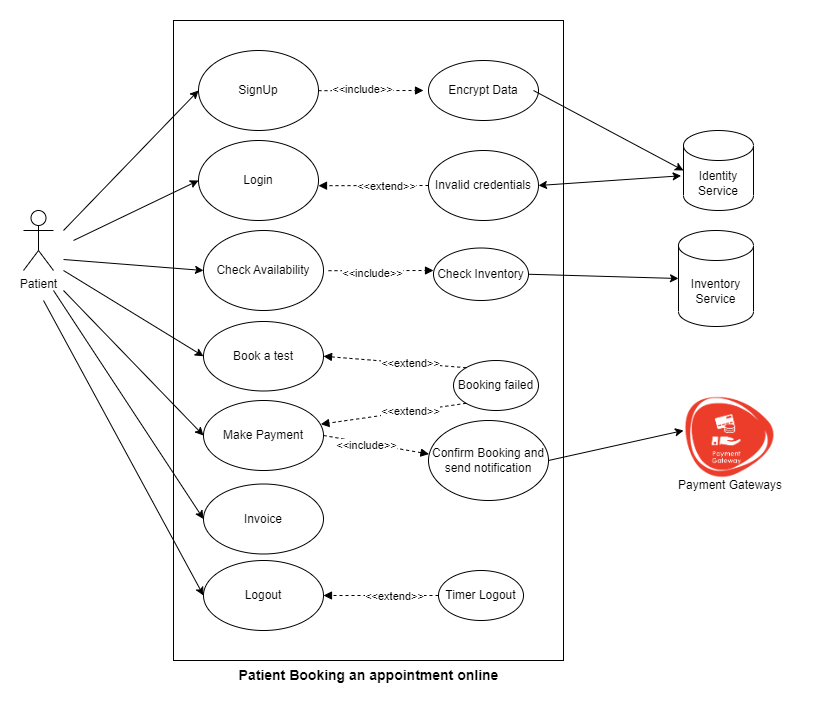 SignUp
<<include>>
Encrypt Data
Login
<<extend>>
Invalid credentials
Identity
Service
Patient
Check Availability
<<include>>
Check Inventory
Inventory
Service
Book a test
<<extend>>
Booking failed
<<extend>>
Make Payment
<<include>>
Confirm Booking and
send notification
Payment
Gateway
Payment Gateways
Invoice
Logout
<<extend>>
Timer Logout
Patient Booking an appointment online